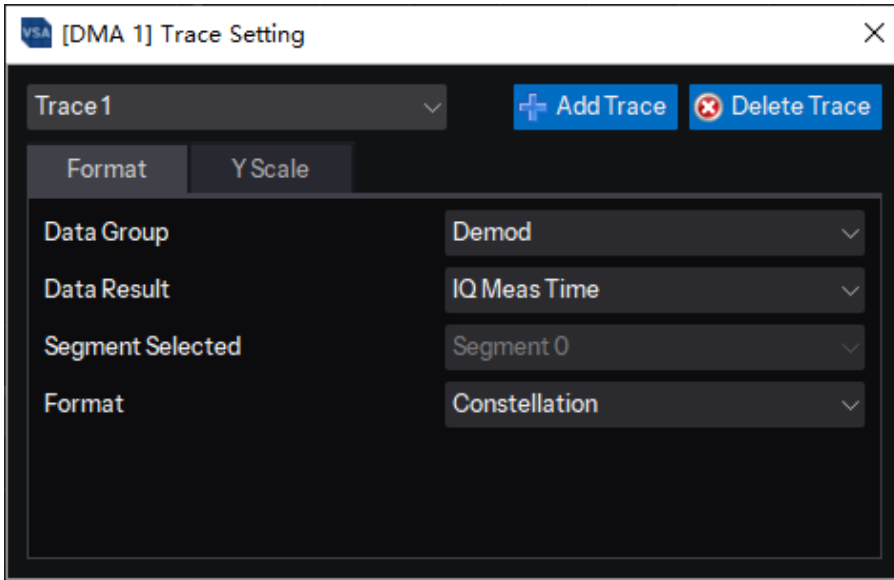 VSA [DMA 1] Trace Setting
Trace 1
Add Trace
Delete Trace
Format
Y Scale
Data Group
Demod
Data Result
IQ Meas Time
Segment Selected
Segment 0
Format
Constellation